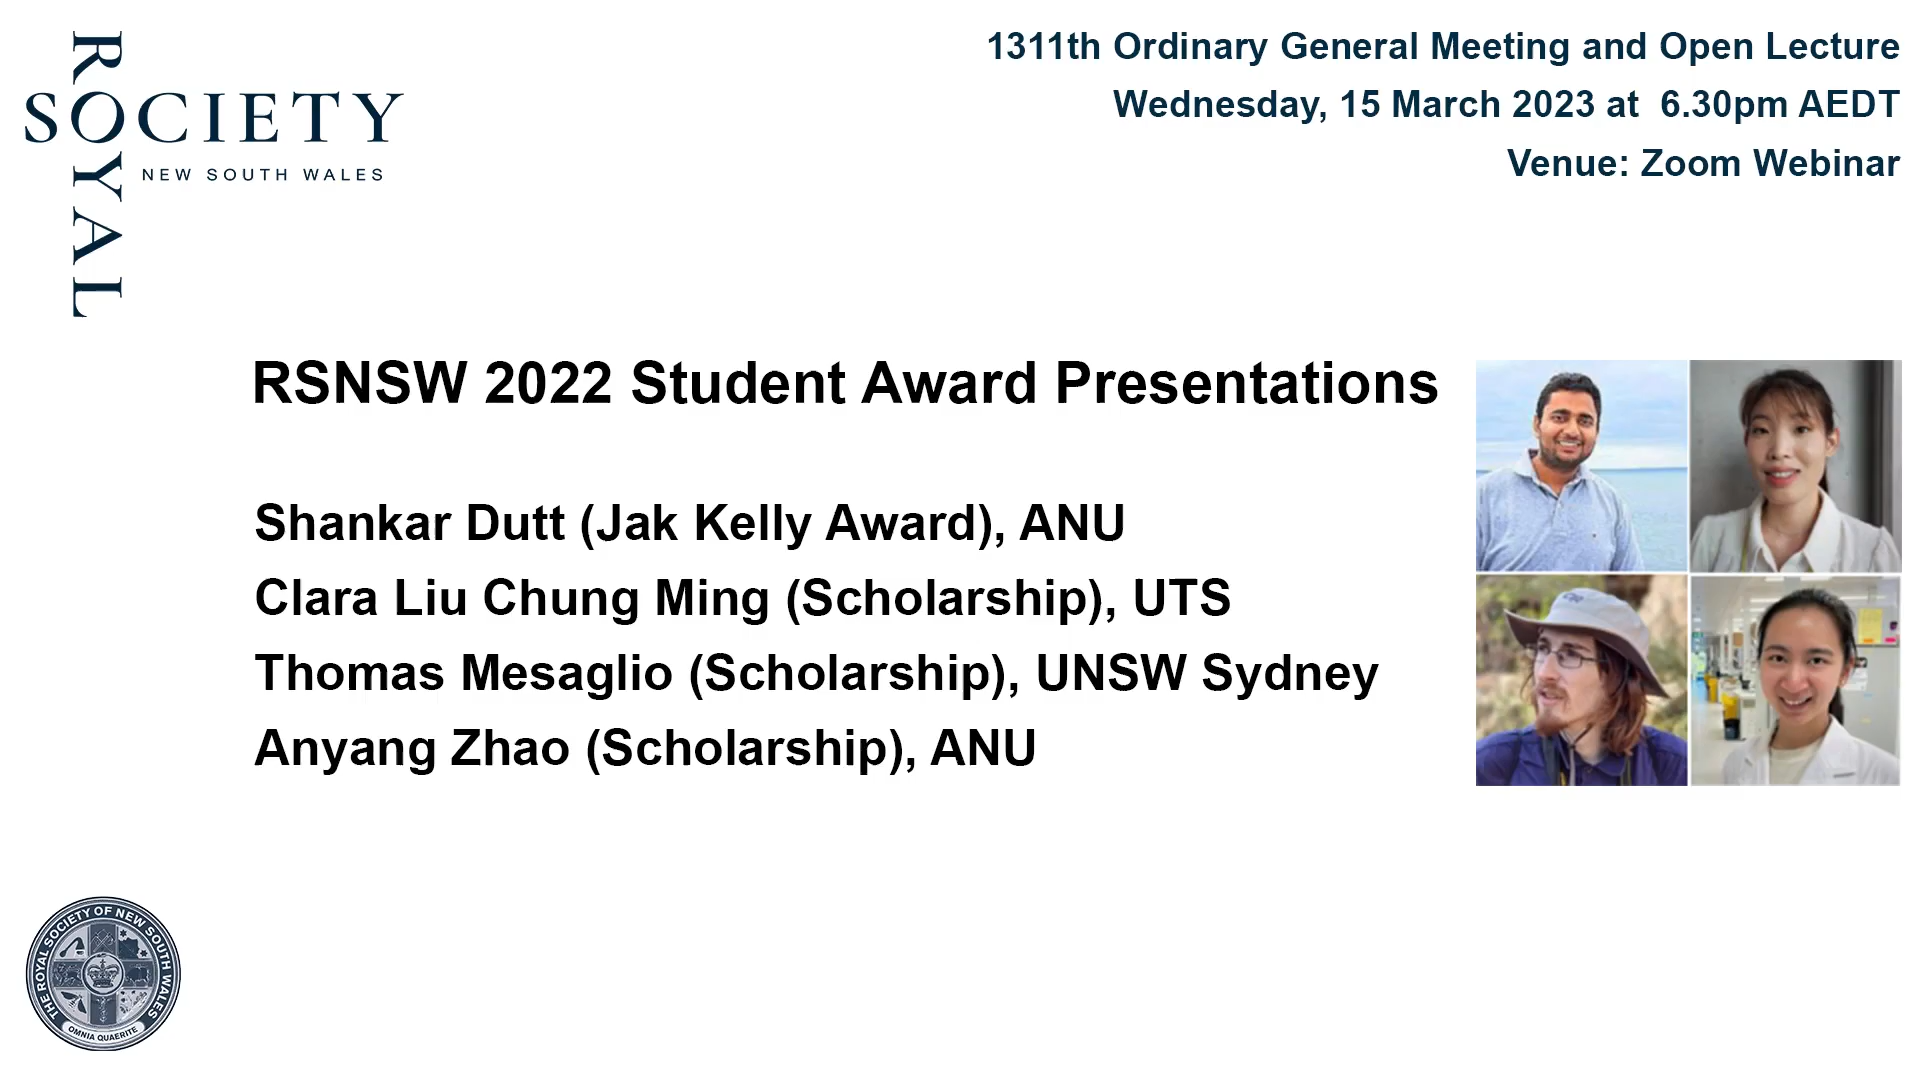 ROYAL
SOCIETY
NEW SOUTH WALES
1311th Ordinary General Meeting and Open Lecture
Wednesday, 15 March 2023 at  6.30pm AEDT
Venue: Zoom Webinar
RSNSW 2022 Student Award Presentations
Shankar Dutt (Jak Kelly Award), ANU
Clara Liu Chung Ming (Scholarship), UTS
Thomas Mesaglio (Scholarship), UNSW Sydney
Anyang Zhao (Scholarship), ANU
THE ROYAL SOCIETY OF NEW SOUTH WALES
OMNIA QUAERITE